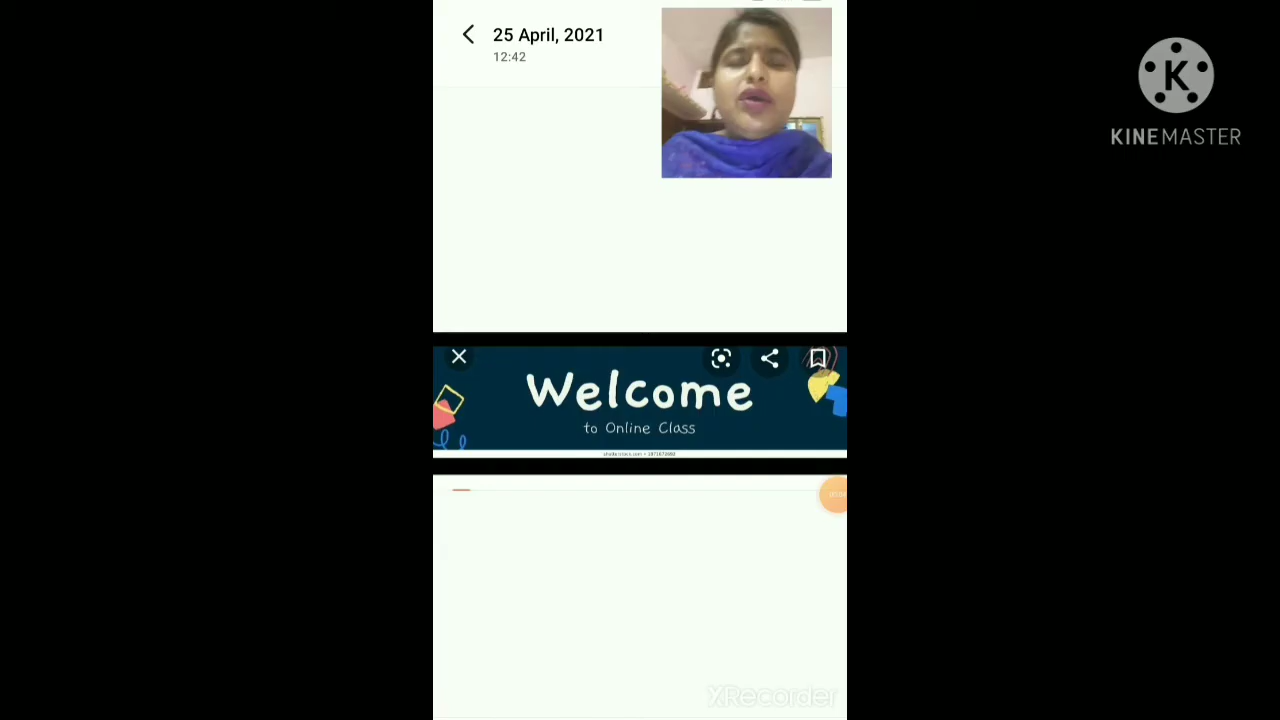 25 April, 2021
12:42
K
KINEMASTER
Welcome
to Online Class
XRecorder